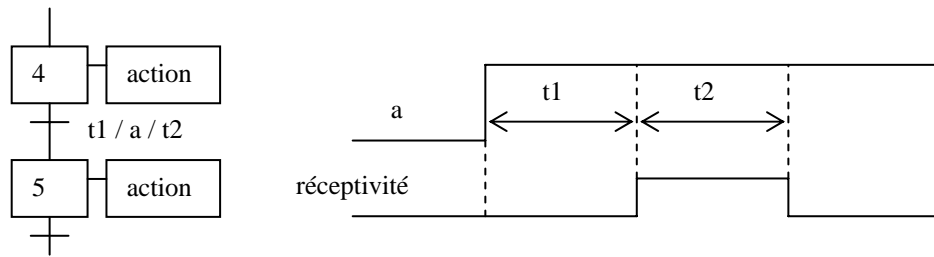 4 action
t1 / a / t2
5 action
a
t1
t2
réceptivité